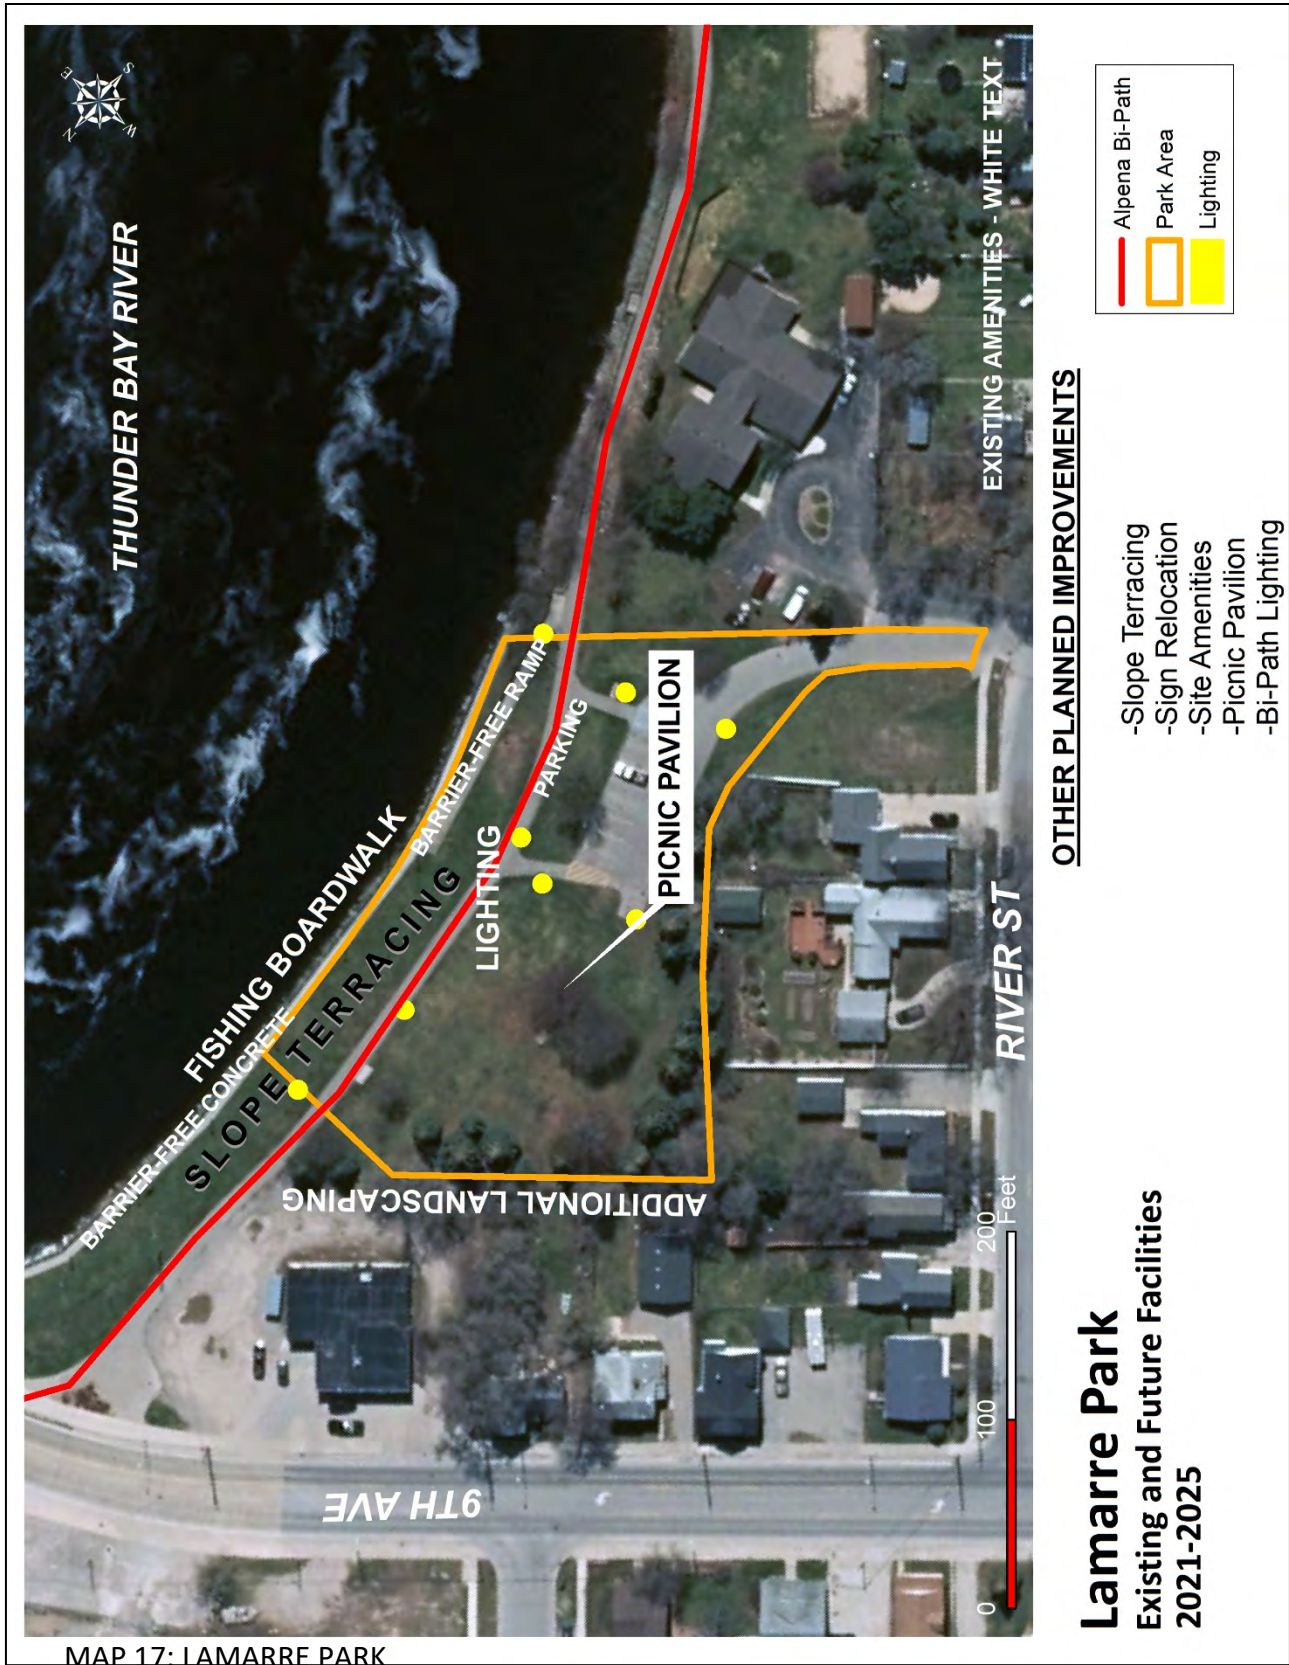 THUNDER BAY RIVER
N
E
S
W
FISHING BOARDWALK
BARRIER-FREE CONCRETE
SLOPE TERRACING
BARRIER-FREE RAMP
PARKING
LIGHTING
PICNIC PAVILION
ADDITIONAL LANDSCAPING
9TH AVE
RIVER ST
EXISTING AMENITIES - WHITE TEXT
0 100 200
Feet
Lamarre Park
Existing and Future Facilities
2021-2025
OTHER PLANNED IMPROVEMENTS
-Slope Terracing
-Sign Relocation
-Site Amenities
-Picnic Pavilion
-Bi-Path Lighting
Alpena Bi-Path
Park Area
Lighting
MAP 17: LAMARRE PARK